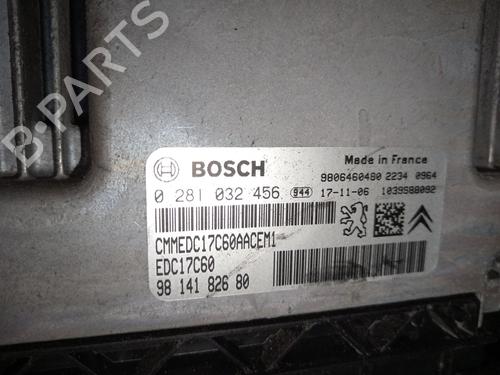 B-PARTS
BOSCH
Made in France
9806460480 2234 0964
0 281 032 456 944 17-11-06 1039S88092
CMMEDC17C60AACEM1
EDC17C60
98 141 826 80